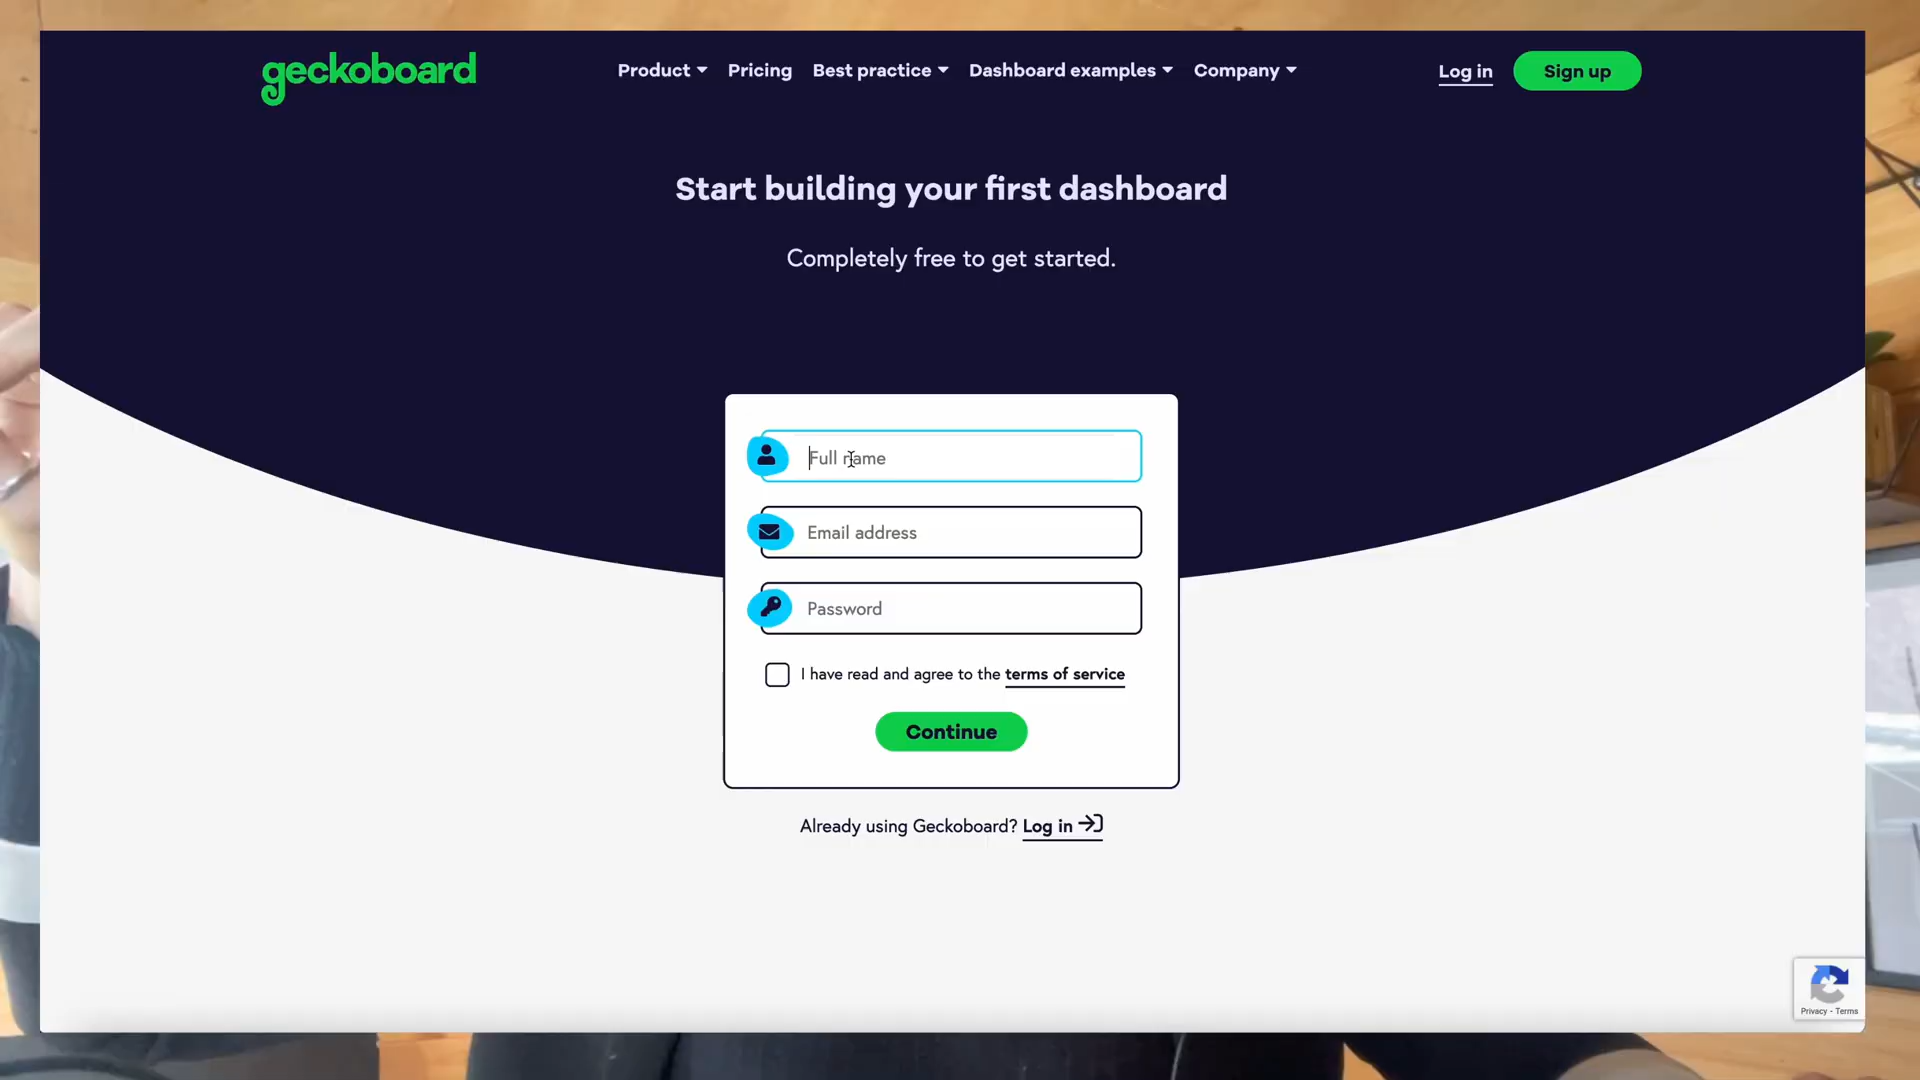 geckoboard
Product Pricing Best practice Dashboard examples Company Log in Sign up
Start building your first dashboard
Completely free to get started.
Full name
Email address
Password
I have read and agree to the terms of service
Continue
Already using Geckoboard? Log in
Privacy - Terms